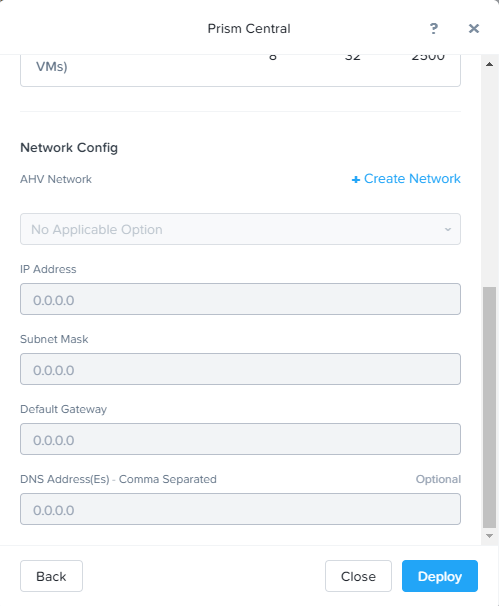 Prism Central
?
VMs)
8 32 2500
Network Config
AHV Network
+ Create Network
No Applicable Option
IP Address
0.0.0.0
Subnet Mask
0.0.0.0
Default Gateway
0.0.0.0
DNS Address(Es) - Comma Separated
Optional
0.0.0.0
Back
Close
Deploy